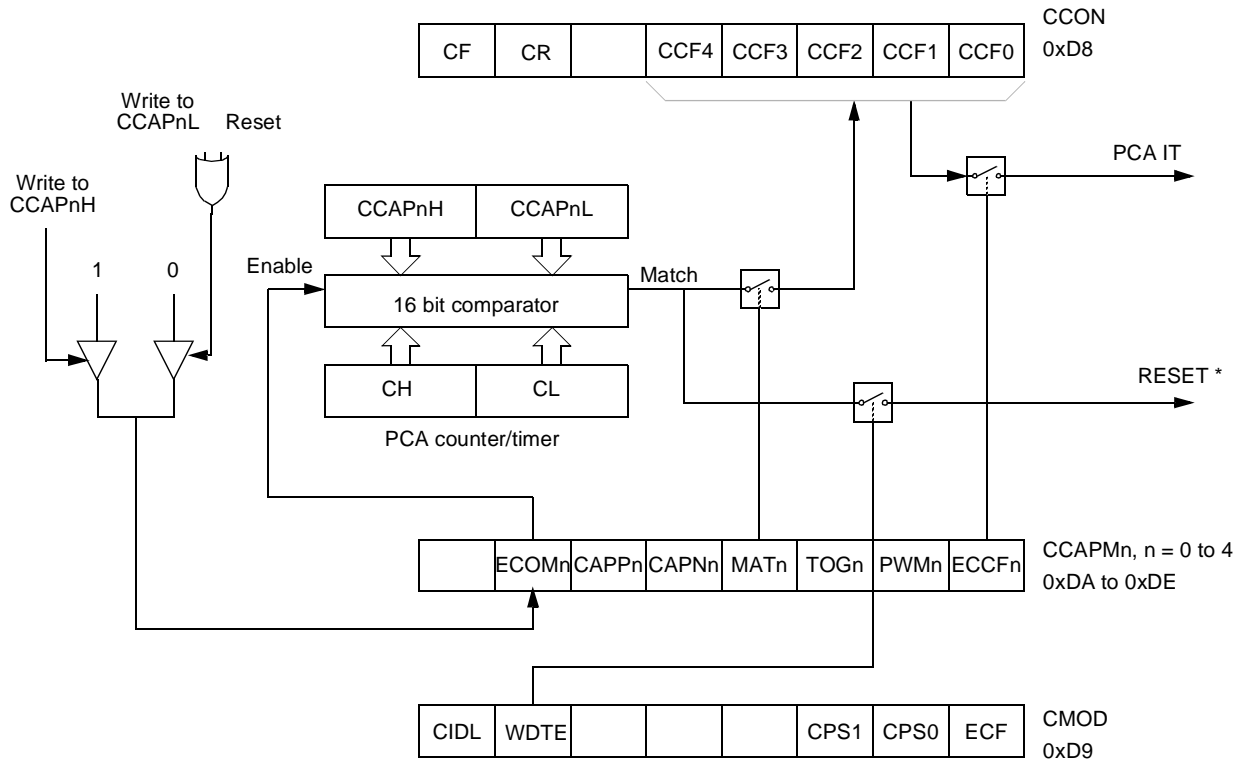 CCON
CF CR CCF4 CCF3 CCF2 CCF1 CCF0
0xD8
Write to
CCAPnL Reset
PCA IT
Write to
CCAPnH
CCAPnH CCAPnL
1 0
Enable
Match
16 bit comparator
CH CL
RESET *
PCA counter/timer
ECOMn CAPPn CAPNn MATn TOGn PWMn ECCFn
CCAPMn, n = 0 to 4
0xDA to 0xDE
CIDL WDTE CPS1 CPS0 ECF
CMOD
0xD9